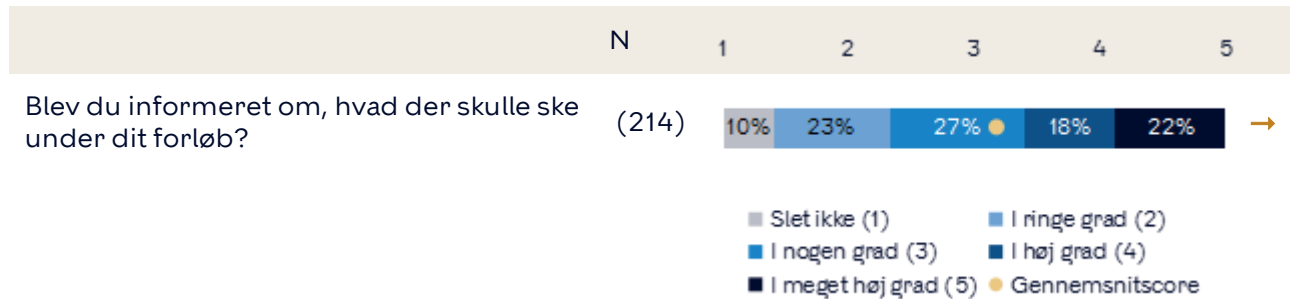 N 1 2 3 4 5
Blev du informeret om, hvad der skulle ske
under dit forløb?
(214) 10% 23% 27% 18% 22% →
Slet ikke (1) I ringe grad (2)
I nogen grad (3) I høj grad (4)
I meget høj grad (5) Gennemsnitscore